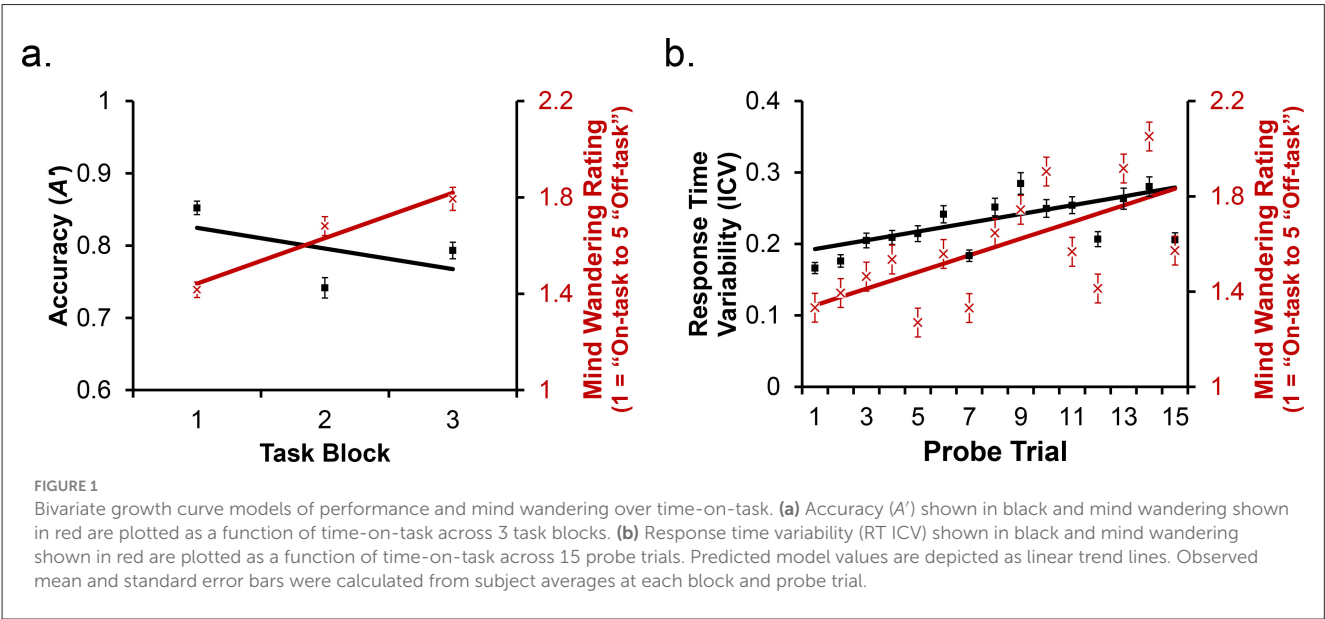 a.
1
0.9
0.8
0.7
0.6
Accuracy (A')
2.2
1.8
1.4
1
Mind Wandering Rating
(1 = “On-task to 5 “Off-task”)
1 2 3
Task Block
b.
0.4
0.3
0.2
0.1
0
Response Time
Variability (ICV)
2.2
1.8
1.4
1
Mind Wandering Rating
(1 = “On-task to 5 “Off-task”)
1 3 5 7 9 11 13 15
Probe Trial
FIGURE 1
Bivariate growth curve models of performance and mind wandering over time-on-task. (a) Accuracy (A′) shown in black and mind wandering shown
in red are plotted as a function of time-on-task across 3 task blocks. (b) Response time variability (RT ICV) shown in black and mind wandering
shown in red are plotted as a function of time-on-task across 15 probe trials. Predicted model values are depicted as linear trend lines. Observed
mean and standard error bars were calculated from subject averages at each block and probe trial.